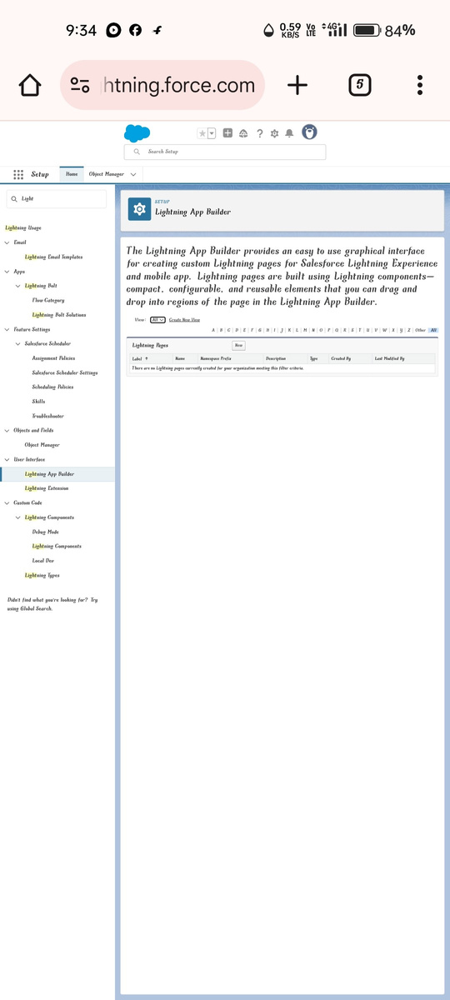 9:34
0.59 KB/S
Vo LTE
4G+
84%
htning.force.com
5
Search Setup
Setup
Home
Object Manager
Light
SETUP
Lightning App Builder
Lightning Usage
Email
Lightning Email Templates
Apps
Lightning Bolt
Flow Category
Lightning Bolt Solutions
Feature Settings
Salesforce Scheduler
Assignment Policies
Salesforce Scheduler Settings
Scheduling Policies
Skills
Troubleshooter
Objects and Fields
Object Manager
User Interface
Lightning App Builder
Lightning Extension
Custom Code
Lightning Components
Debug Mode
Lightning Components
Local Dev
Lightning Types
Didn't find what you're looking for? Try
using Global Search.
The Lightning App Builder provides an easy to use graphical interface
for creating custom Lightning pages for Salesforce Lightning Experience
and mobile app. Lightning pages are built using Lightning components—
compact, configurable, and reusable elements that you can drag and
drop into regions of the page in the Lightning App Builder.
View: All Create New View
A | B | C | D | E | F | G | H | I | J | K | L | M | N | O | P | Q | R | S | T | U | V | W | X | Y | Z | Other All
Lightning Pages New
Label ↑ Name Namespace Prefix Description Type Created By Last Modified By
There are no Lightning pages currently created for your organization meeting this filter criteria.